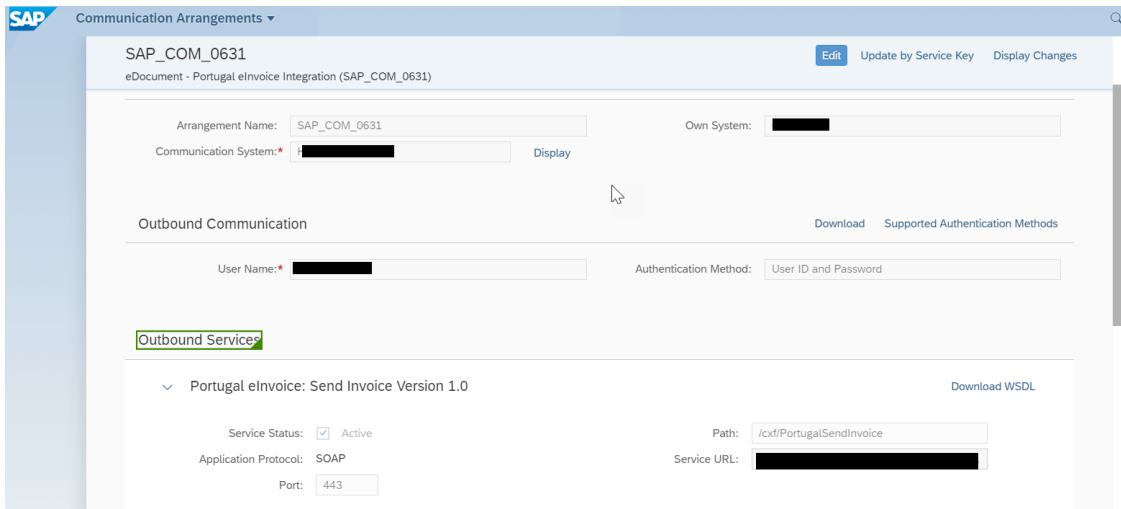 SAP Communication Arrangements
SAP_COM_0631
Edit Update by Service Key Display Changes
eDocument - Portugal eInvoice Integration (SAP_COM_0631)
Arrangement Name: SAP_COM_0631 Own System:
Communication System:* Display
Outbound Communication Download Supported Authentication Methods
User Name:* Authentication Method: User ID and Password
Outbound Services
Portugal eInvoice: Send Invoice Version 1.0 Download WSDL
Service Status: Active Path: /cxf/PortugalSendInvoice
Application Protocol: SOAP Service URL:
Port: 443